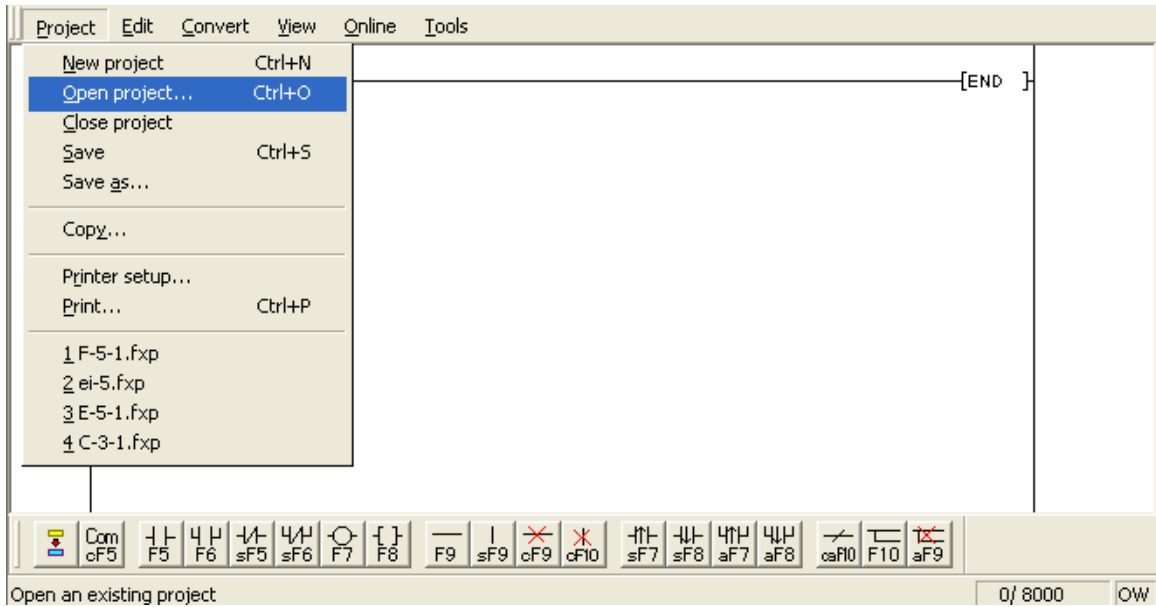 Project Edit Convert View Online Tools
New project Ctrl+N
Open project... Ctrl+O
Close project
Save Ctrl+S
Save as...
Copy...
Printer setup...
Print... Ctrl+P
1 F-5-1.fxp
2 ei-5.fxp
3 E-5-1.fxp
4 C-3-1.fxp
[END ]
Com
cF5 F5 F6 sF5 sF6 F7 F8 F9 sF9 cF9 cF10 sF7 sF8 aF7 aF8 caF10 F10 aF9
Open an existing project 0/ 8000 OW